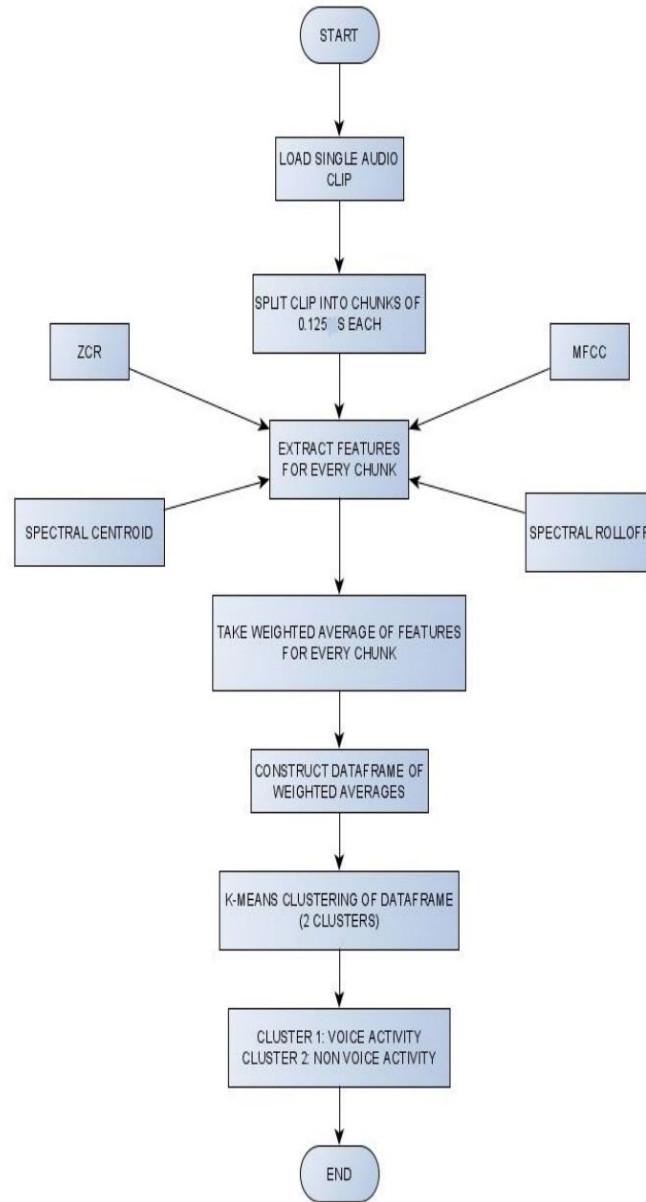 START
LOAD SINGLE AUDIO
CLIP
SPLIT CLIP INTO CHUNKS OF
0.125 S EACH
ZCR
MFCC
EXTRACT FEATURES
FOR EVERY CHUNK
SPECTRAL CENTROID
SPECTRAL ROLLOFF
TAKE WEIGHTED AVERAGE OF FEATURES
FOR EVERY CHUNK
CONSTRUCT DATAFRAME OF
WEIGHTED AVERAGES
K-MEANS CLUSTERING OF DATAFRAME
(2 CLUSTERS)
CLUSTER 1: VOICE ACTIVITY
CLUSTER 2: NON VOICE ACTIVITY
END